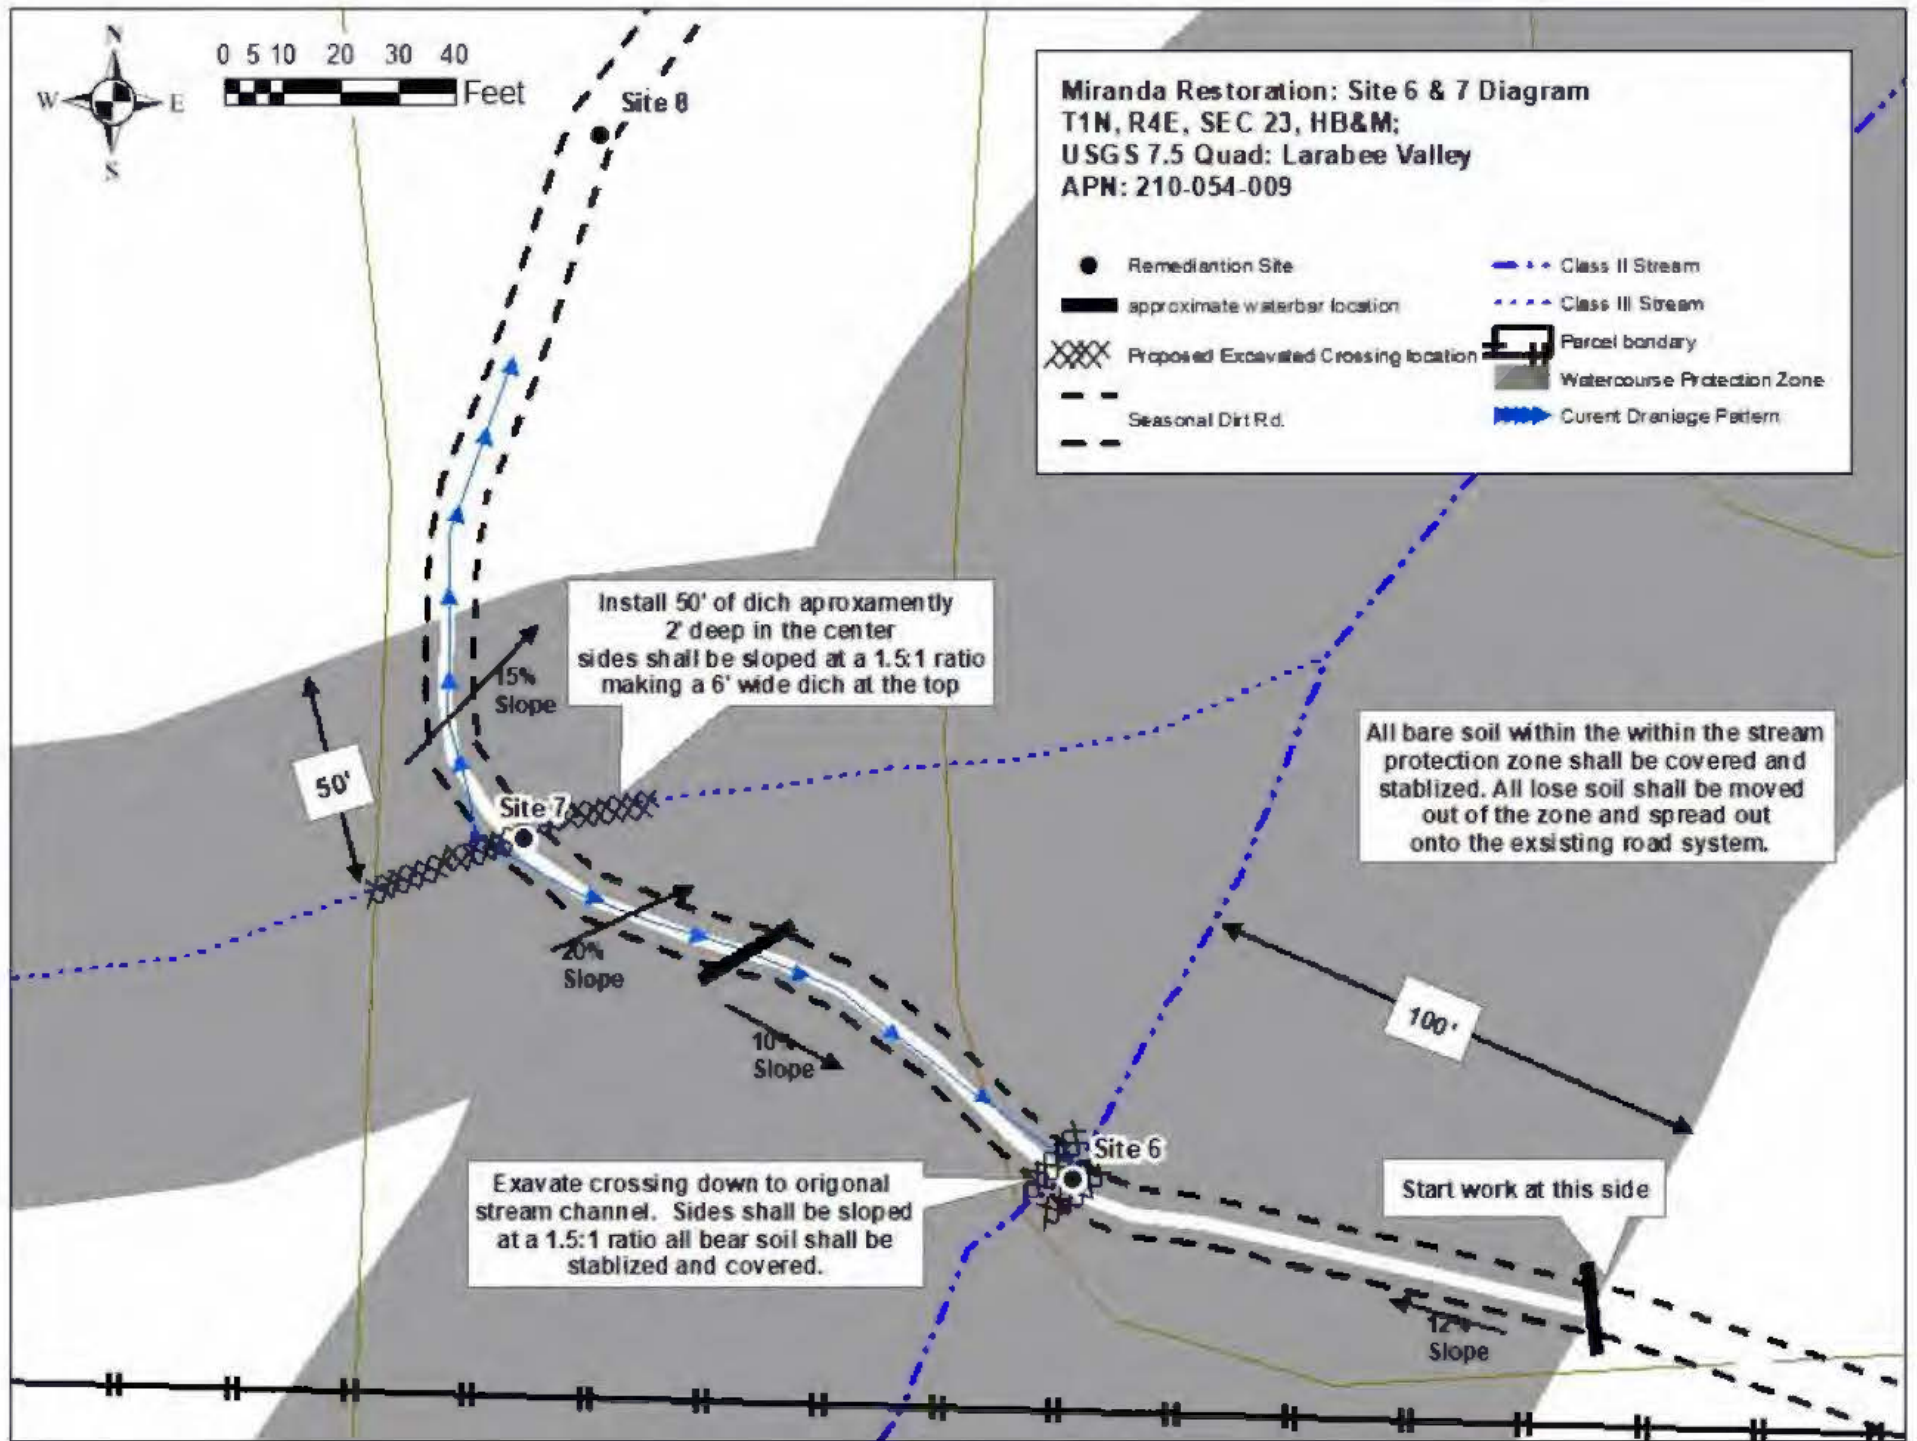 N
W
E
S
0 5 10 20 30 40
Feet
Site 8
Miranda Restoration: Site 6 & 7 Diagram
T1N, R4E, SEC 23, HB&M;
USGS 7.5 Quad: Larabee Valley
APN: 210-054-009
Remediantion Site
approximate waterbar location
Proposed Excavated Crossing location
Seasonal Dirt Rd.
Class II Stream
Class III Stream
Parcel bondary
Watercourse Protection Zone
Curent Draniage Pattern
Install 50' of dich aproxamently
2' deep in the center
sides shall be sloped at a 1.5:1 ratio
making a 6' wide dich at the top
15%
Slope
All bare soil within the within the stream
protection zone shall be covered and
stablized. All lose soil shall be moved
out of the zone and spread out
onto the exsisting road system.
50'
Site 7
20%
Slope
10%
Slope
100'
Site 6
Exavate crossing down to origonal
stream channel. Sides shall be sloped
at a 1.5:1 ratio all bear soil shall be
stablized and covered.
Start work at this side
12%
Slope